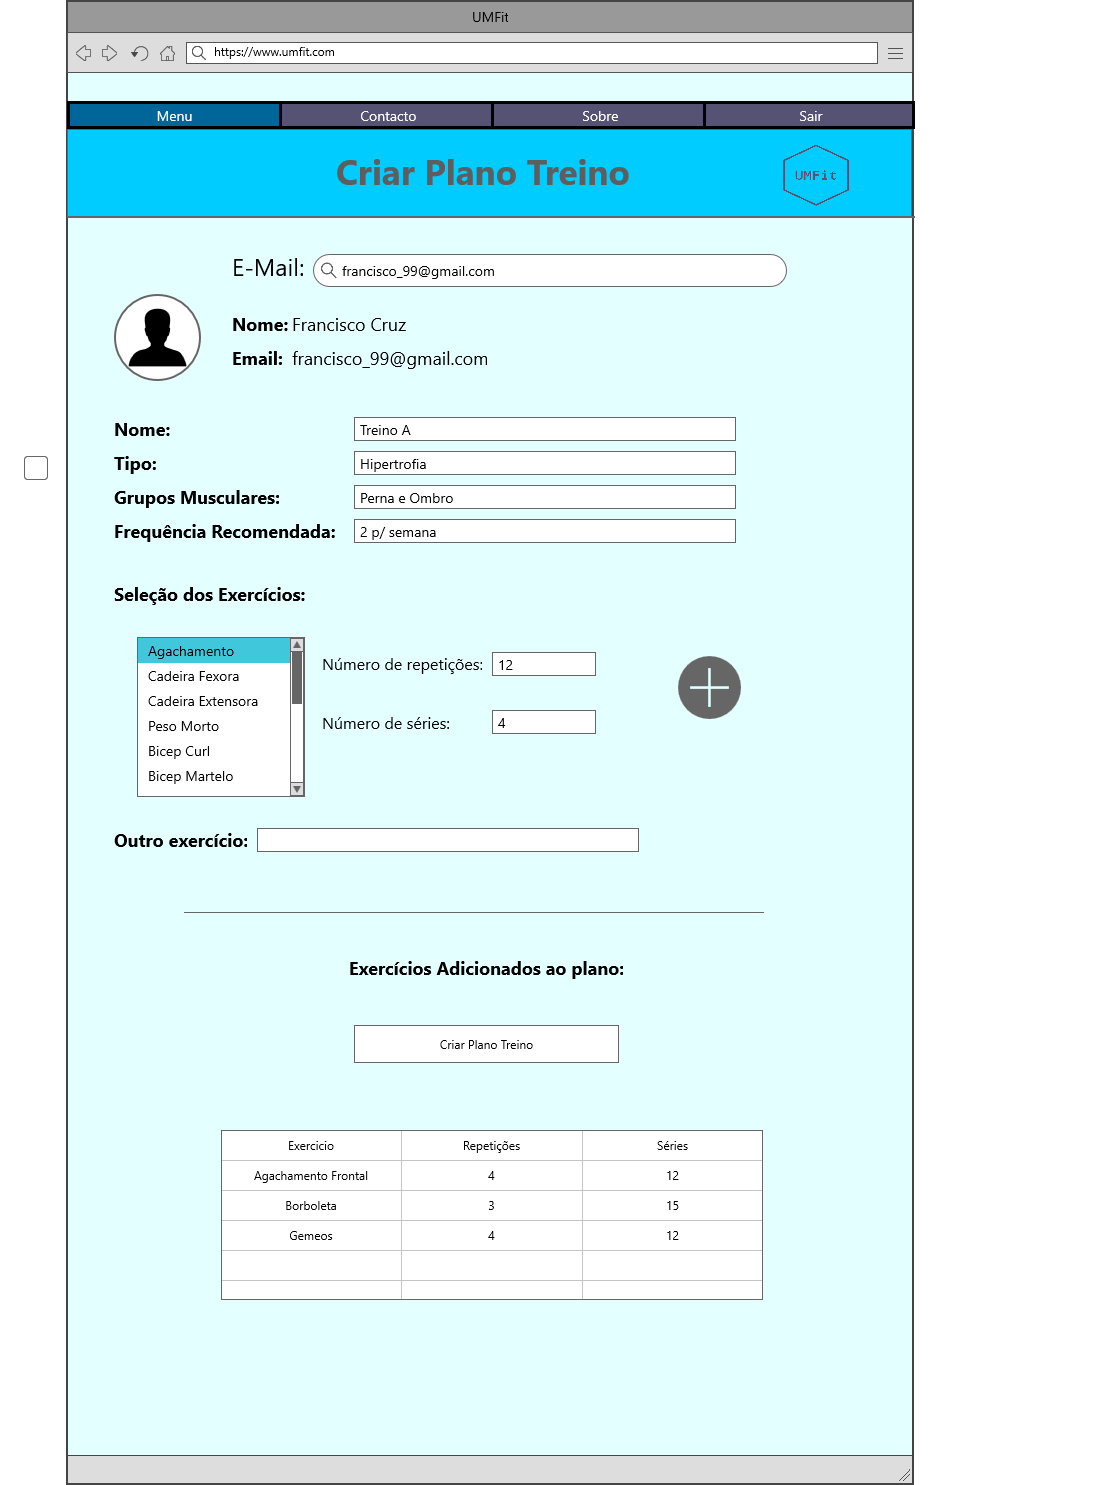 UMFit
https://www.umfit.com
Menu Contacto Sobre Sair
Criar Plano Treino
UMFit
E-Mail: francisco_99@gmail.com
Nome: Francisco Cruz
Email: francisco_99@gmail.com
Nome: Treino A
Tipo: Hipertrofia
Grupos Musculares: Perna e Ombro
Frequência Recomendada: 2 p/ semana
Seleção dos Exercícios:
Agachamento
Cadeira Fexora
Cadeira Extensora
Peso Morto
Bicep Curl
Bicep Martelo
Número de repetições: 12
Número de séries: 4
Outro exercício:
Exercícios Adicionados ao plano:
Criar Plano Treino
Exercicio Repetições Séries
Agachamento Frontal 4 12
Borboleta 3 15
Gemeos 4 12